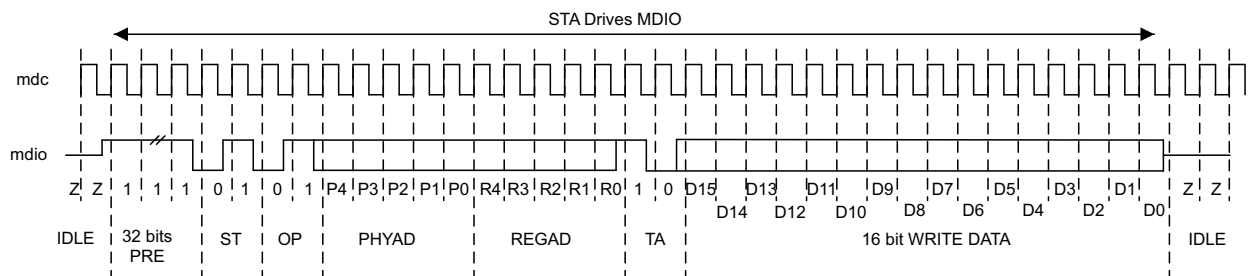 STA Drives MDIO
mdc
mdio
Z Z 1 1 1 0 1 0 1 P4 P3 P2 P1 P0 R4 R3 R2 R1 R0 1 0 D15 D13 D11 D9 D7 D5 D3 D1 Z Z
D14 D12 D10 D8 D6 D4 D2 D0
IDLE 32 bits ST OP PHYAD REGAD TA 16 bit WRITE DATA IDLE
PRE